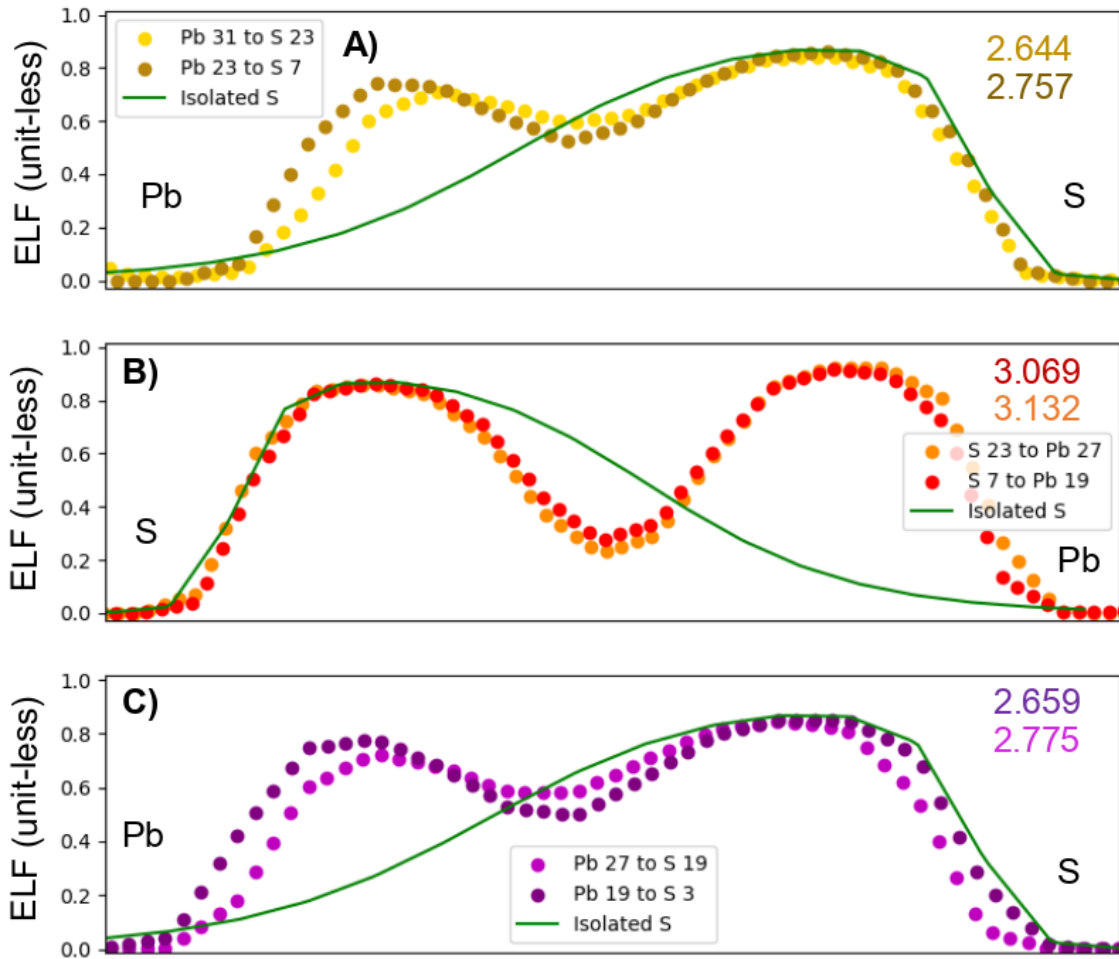 1.0
0.8
0.6
0.4
0.2
0.0
ELF (unit-less)
Pb 31 to S 23
Pb 23 to S 7
Isolated S
A)
2.644
2.757
Pb
S
1.0
0.8
0.6
0.4
0.2
0.0
ELF (unit-less)
B)
3.069
3.132
S 23 to Pb 27
S 7 to Pb 19
Isolated S
S
Pb
1.0
0.8
0.6
0.4
0.2
0.0
ELF (unit-less)
C)
2.659
2.775
Pb
S
Pb 27 to S 19
Pb 19 to S 3
Isolated S